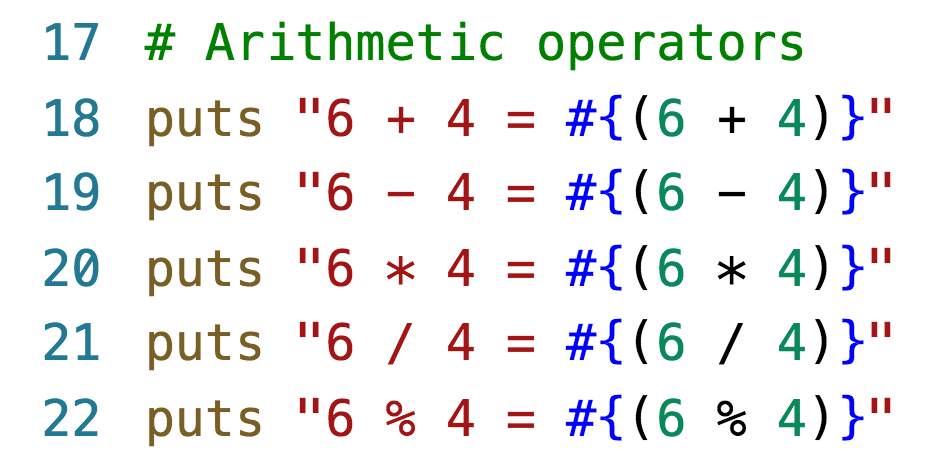 17 # Arithmetic operators
18 puts "6 + 4 = #{(6 + 4)}"
19 puts "6 - 4 = #{(6 - 4)}"
20 puts "6 * 4 = #{(6 * 4)}"
21 puts "6 / 4 = #{(6 / 4)}"
22 puts "6 % 4 = #{(6 % 4)}"